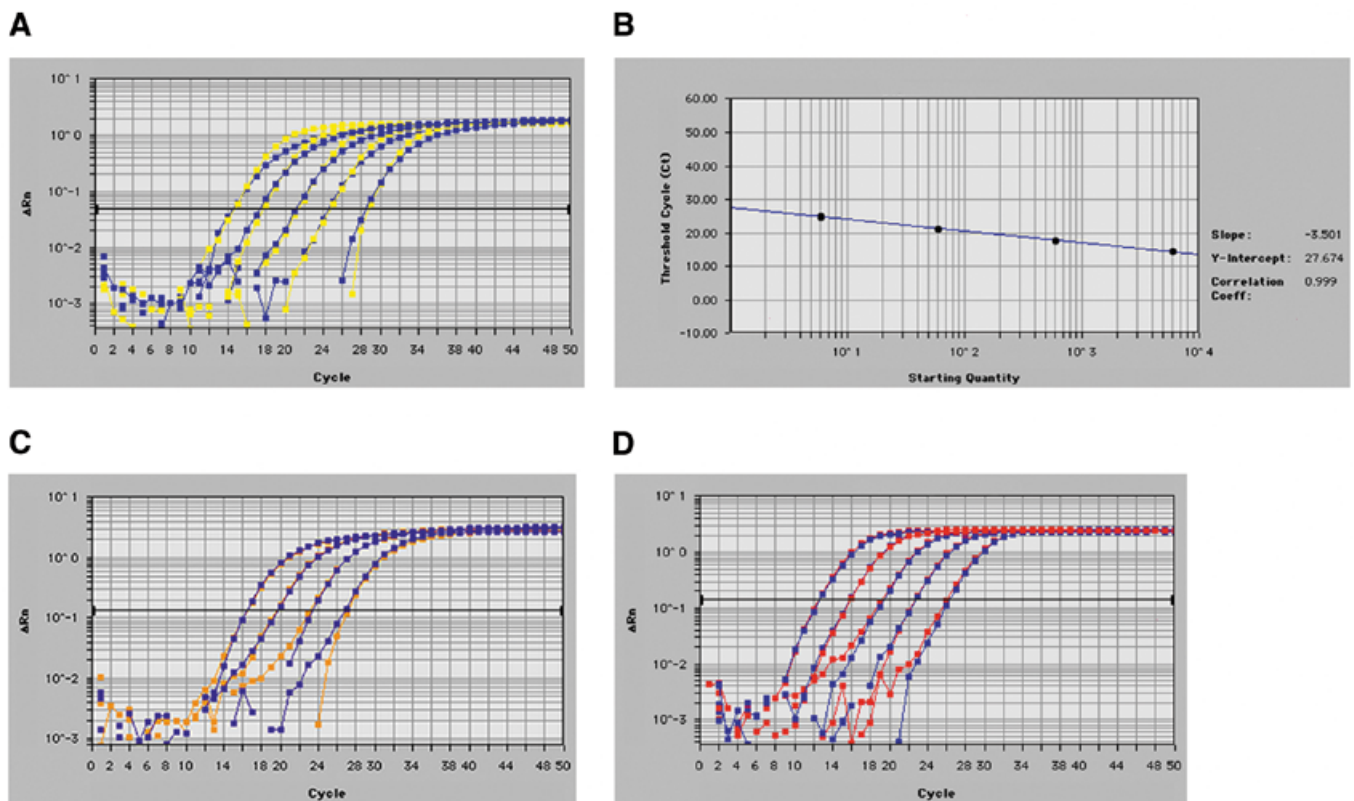 A
10^1
10^0
10^-1
10^-2
10^-3
ΔRn
0 2 4 6 8 10 14 18 20 24 28 30 34 38 40 44 48 50
Cycle
B
60.00
50.00
40.00
30.00
20.00
10.00
0.00
-10.00
Threshold Cycle (Ct)
10^1 10^2 10^3 10^4
Starting Quantity
Slope: -3.501
Y-Intercept: 27.674
Correlation 0.999
Coeff:
C
10^1
10^0
10^-1
10^-2
10^-3
ΔRn
0 2 4 6 8 10 14 18 20 24 28 30 34 38 40 44 48 50
Cycle
D
10^1
10^0
10^-1
10^-2
10^-3
ΔRn
0 2 4 6 8 10 14 18 20 24 28 30 34 38 40 44 48 50
Cycle